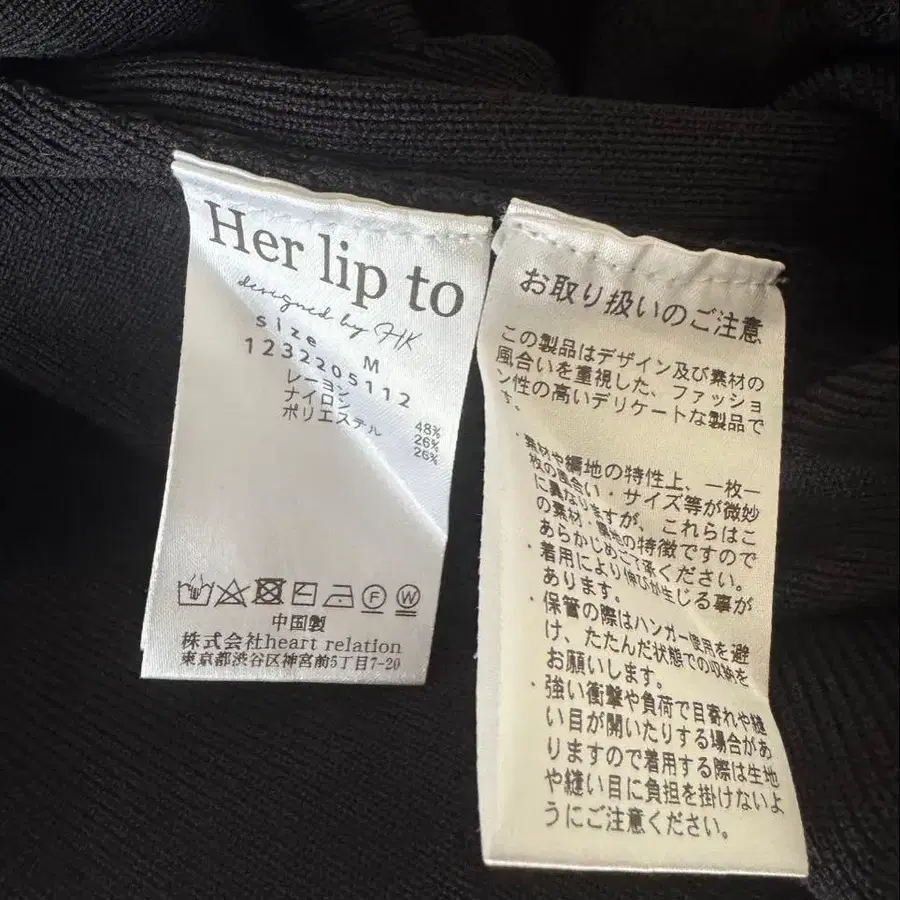 Her lip to
designed by HK
size M
1232205112
レーヨン 48%
ナイロン 26%
ポリエステル 26%
中国製
株式会社heart relation
東京都渋谷区神宮前5丁目7-20
お取り扱いのご注意
この製品はデザイン及び素材の
風合いを重視した、ファッショ
ン性の高いデリケートな製品で
す。
・素材や編地の特性上、一枚一
枚の風合い・サイズ等が微妙
に異なりますが、これらはこ
の素材・編地の特徴ですので
あらかじめご了承ください。
・着用により伸びが生じる事が
あります。
・保管の際はハンガー使用を避
け、たたんだ状態での収納を
お願いします。
・強い衝撃や負荷で目寄れや縫
い目が開いたりする場合があ
りますので着用する際は生地
や縫い目に負担を掛けないよ
うにご注意ください。